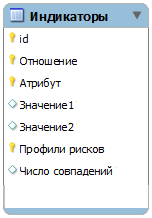 Индикаторы
id
Отношение
Атрибут
Значение1
Значение2
Профили рисков
Число совпадений